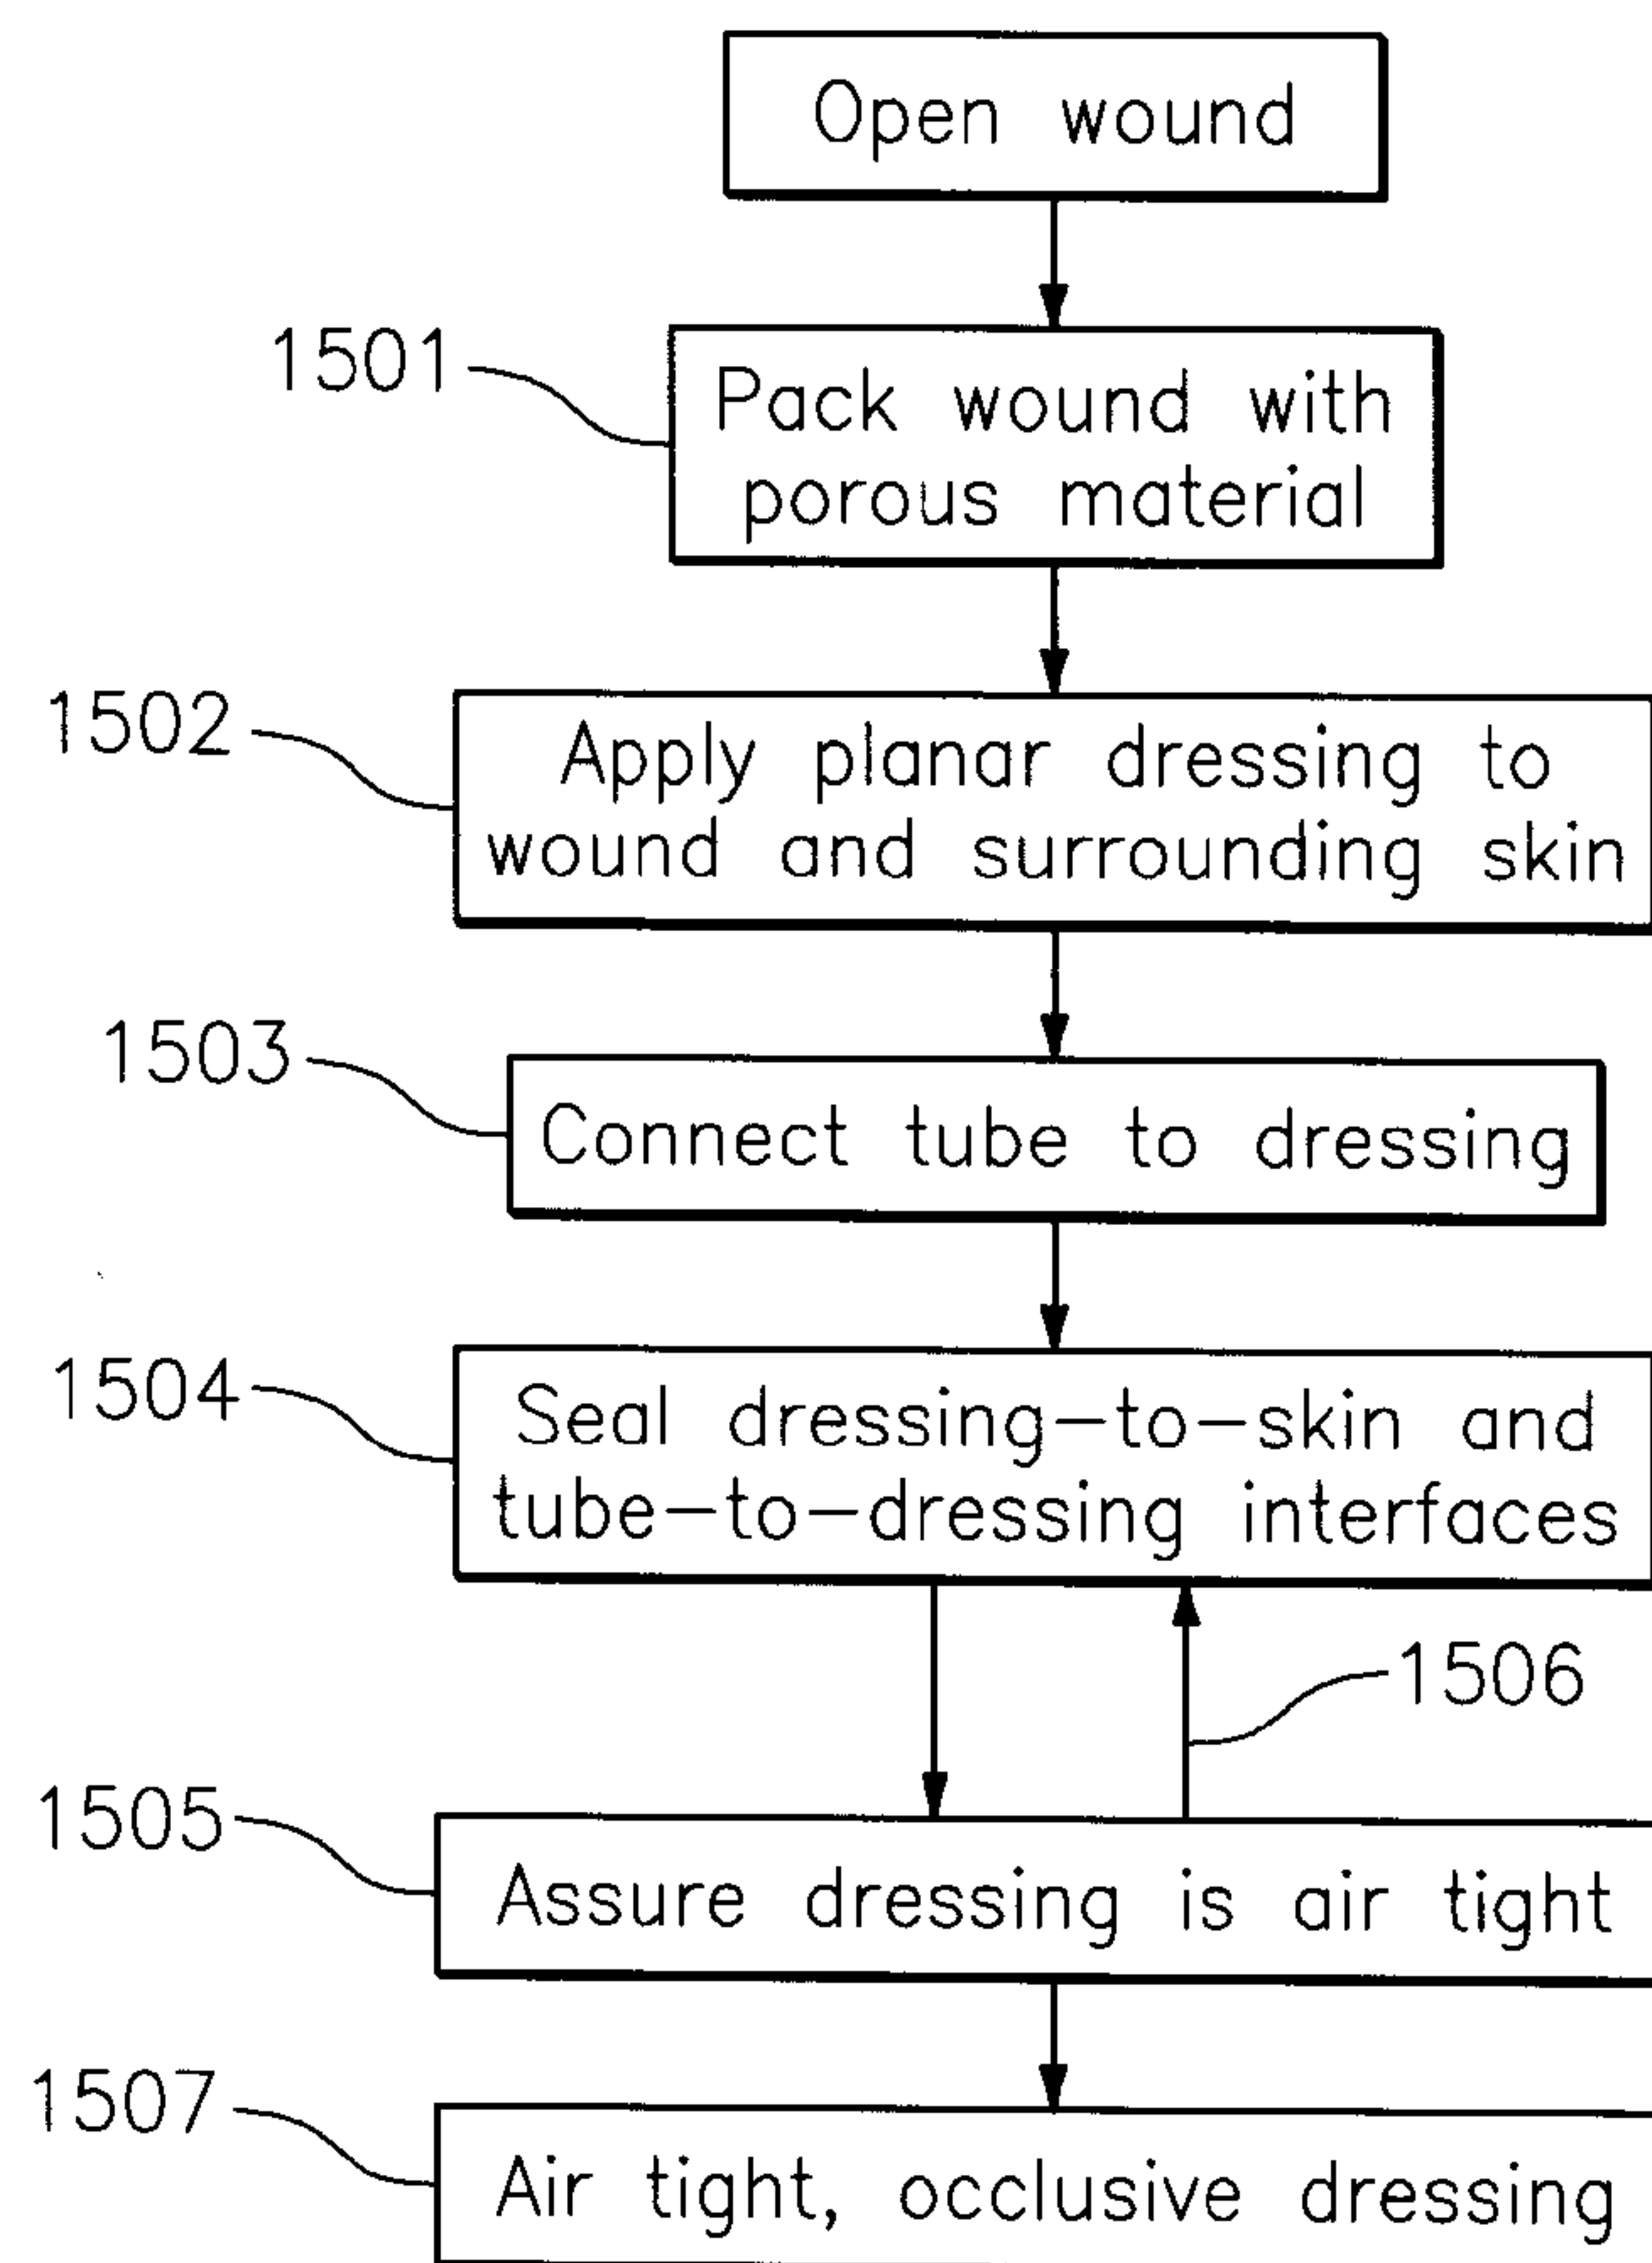 Open wound
1501
Pack wound with
porous material
1502
Apply planar dressing to
wound and surrounding skin
1503
Connect tube to dressing
1504
Seal dressing-to-skin and
tube-to-dressing interfaces
1506
1505
Assure dressing is air tight
1507
Air tight, occlusive dressing